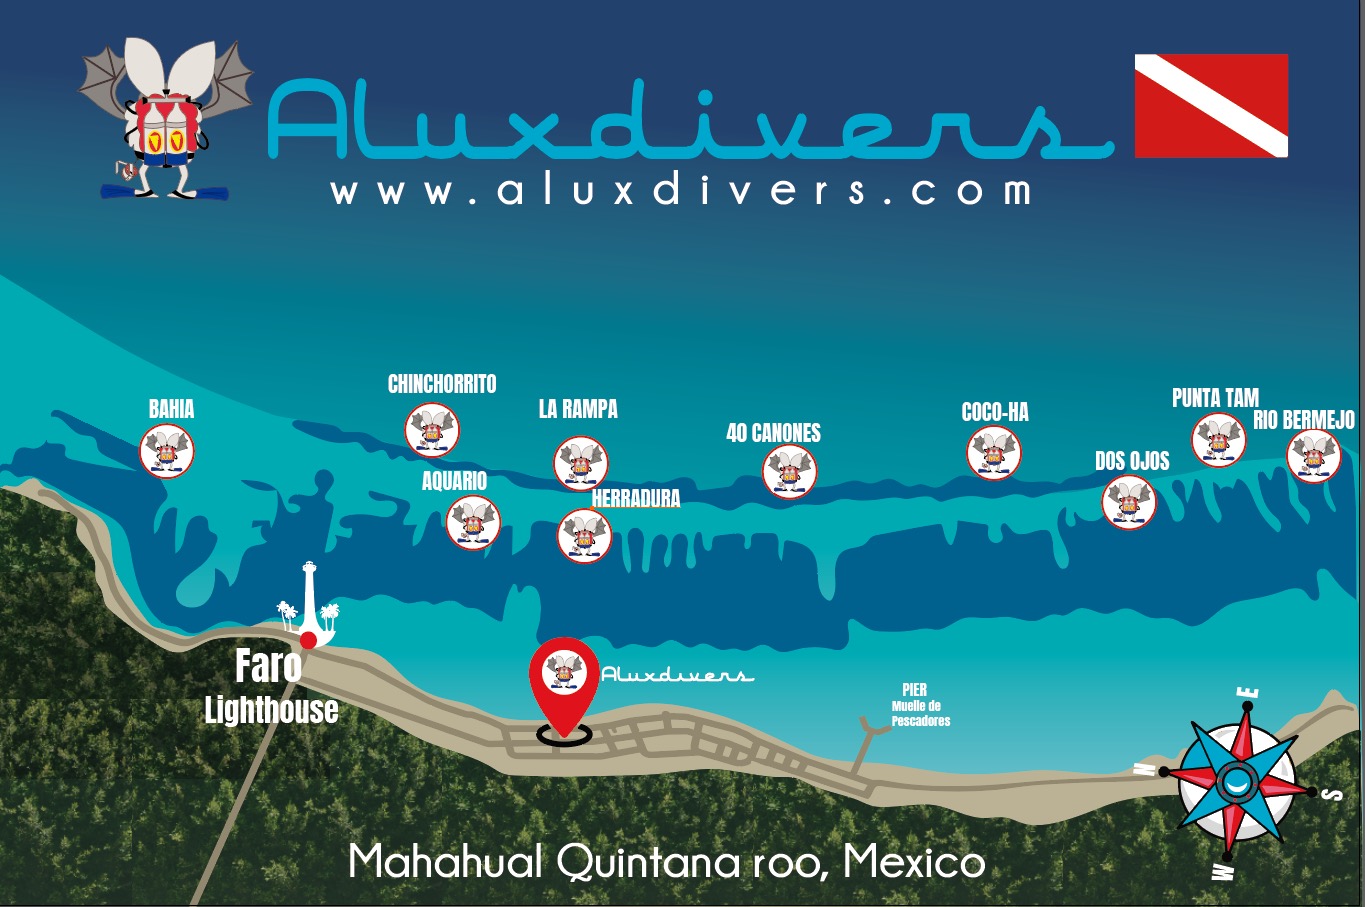 Aluxdivers
www.aluxdivers.com
CHINCHORRITO
PUNTA TAM
BAHIA
LA RAMPA
COCO-HA
RIO BERMEJO
40 CANONES
DOS OJOS
AQUARIO
HERRADURA
Faro
Lighthouse
Aluxdivers
PIER
Muelle de
Pescadores
E
N
S
W
Mahahual Quintana roo, Mexico